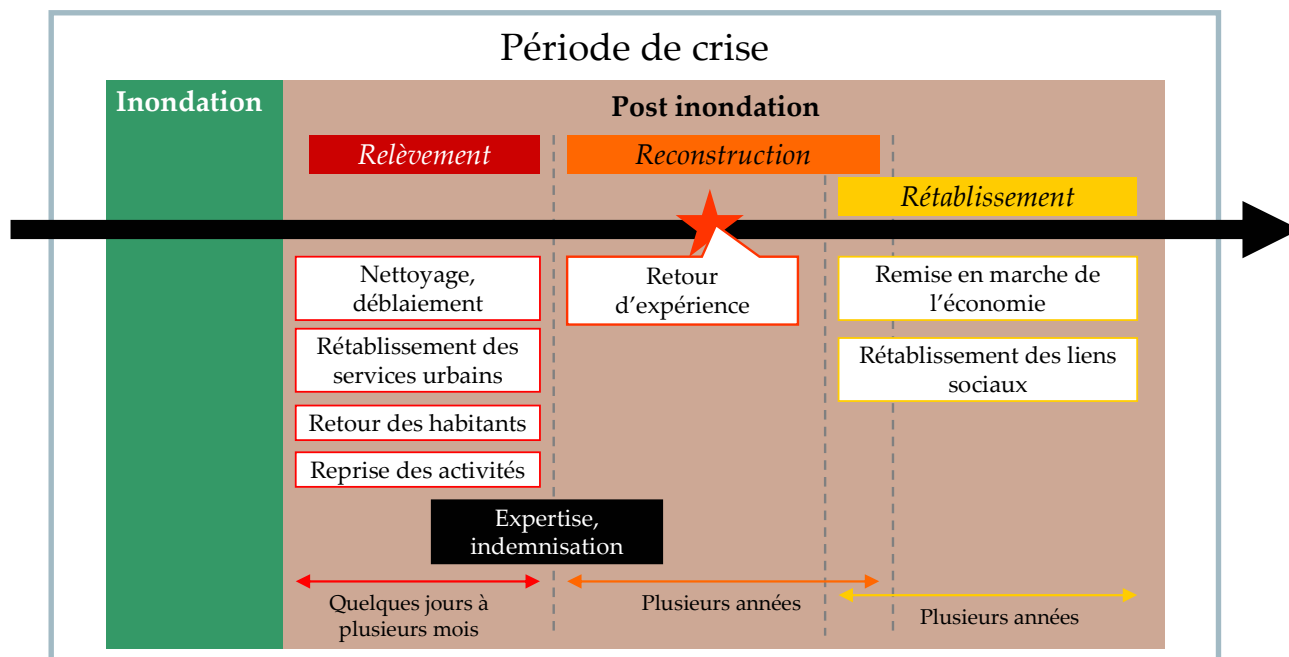 Période de crise
Inondation
Post inondation
Relèvement
Reconstruction
Rétablissement
Nettoyage,
déblaiement
Rétablissement des
services urbains
Retour des habitants
Reprise des activités
Retour
d’expérience
Remise en marche de
l’économie
Rétablissement des liens
sociaux
Expertise,
indemnisation
Quelques jours à
plusieurs mois
Plusieurs années
Plusieurs années